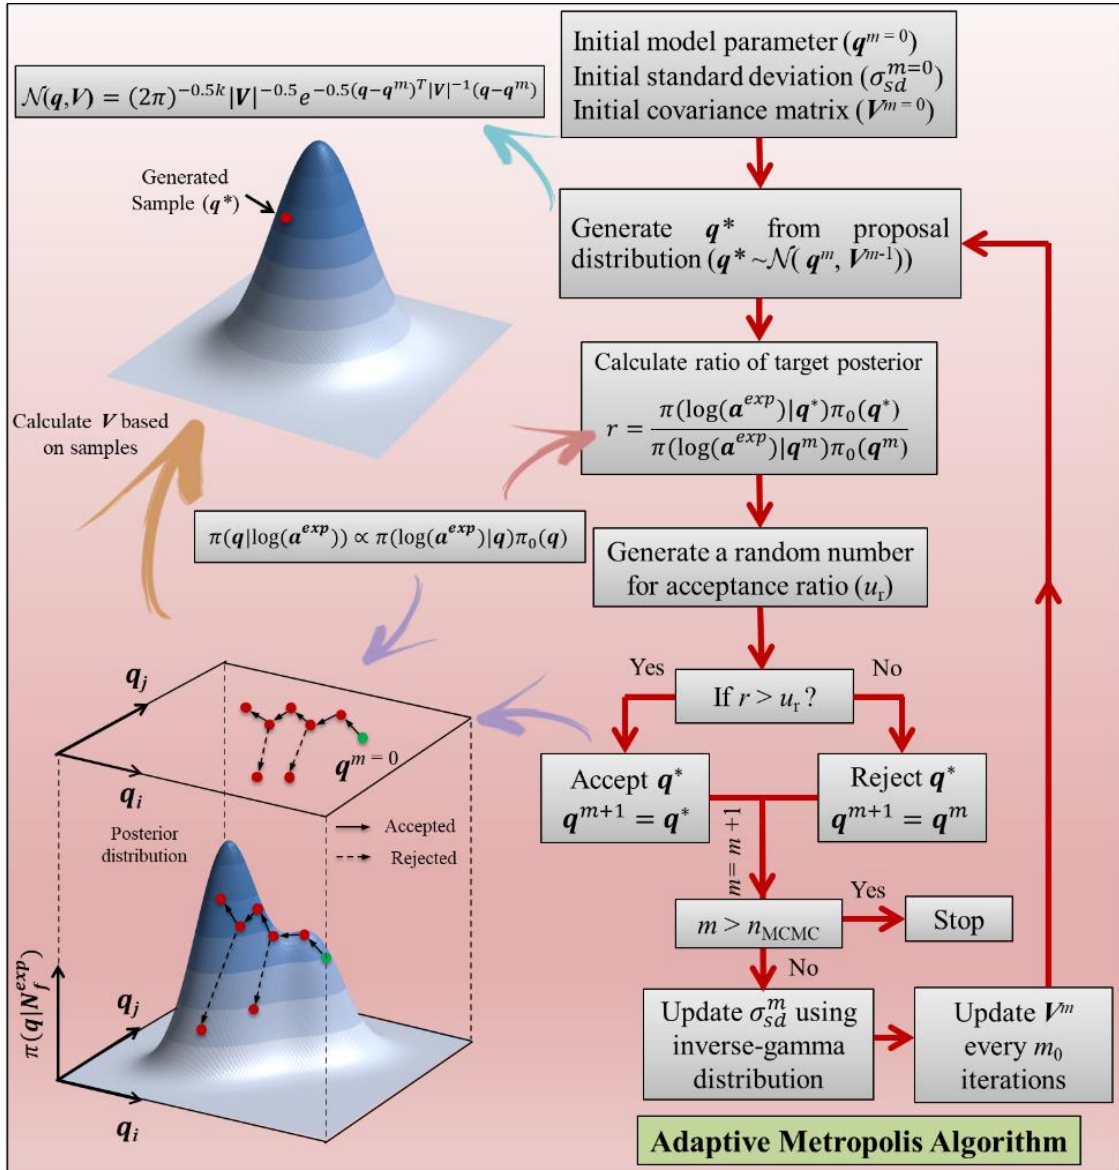 Initial model parameter (q^{m = 0})
Initial standard deviation (σ_{sd}^{m=0})
Initial covariance matrix (V^{m = 0})
𝒩(q,V) = (2π)^{−0.5k}|V|^{−0.5}e^{−0.5(q−q^m)^T|V|^{−1}(q−q^m)}
Generated
Sample (q*)
Generate q* from proposal
distribution (q* ~𝒩( q^m, V^{m-1}))
Calculate ratio of target posterior
r = π(log(a^{exp})|q*)π_0(q*)
π(log(a^{exp})|q^m)π_0(q^m)
Calculate V based
on samples
π(q|log(a^{exp})) ∝ π(log(a^{exp})|q)π_0(q)
Generate a random number
for acceptance ratio (u_r)
Yes
No
If r > u_r ?
Accept q*
q^{m+1} = q*
Reject q*
q^{m+1} = q^m
m = m +1
m > n_{MCMC}
Yes
Stop
No
Update σ_{sd}^m using
inverse-gamma
distribution
Update V^m
every m_0
iterations
q_j
q_i
q^{m = 0}
Posterior
distribution
Accepted
Rejected
π(q|N_f^{exp})
q_j
q_i
Adaptive Metropolis Algorithm